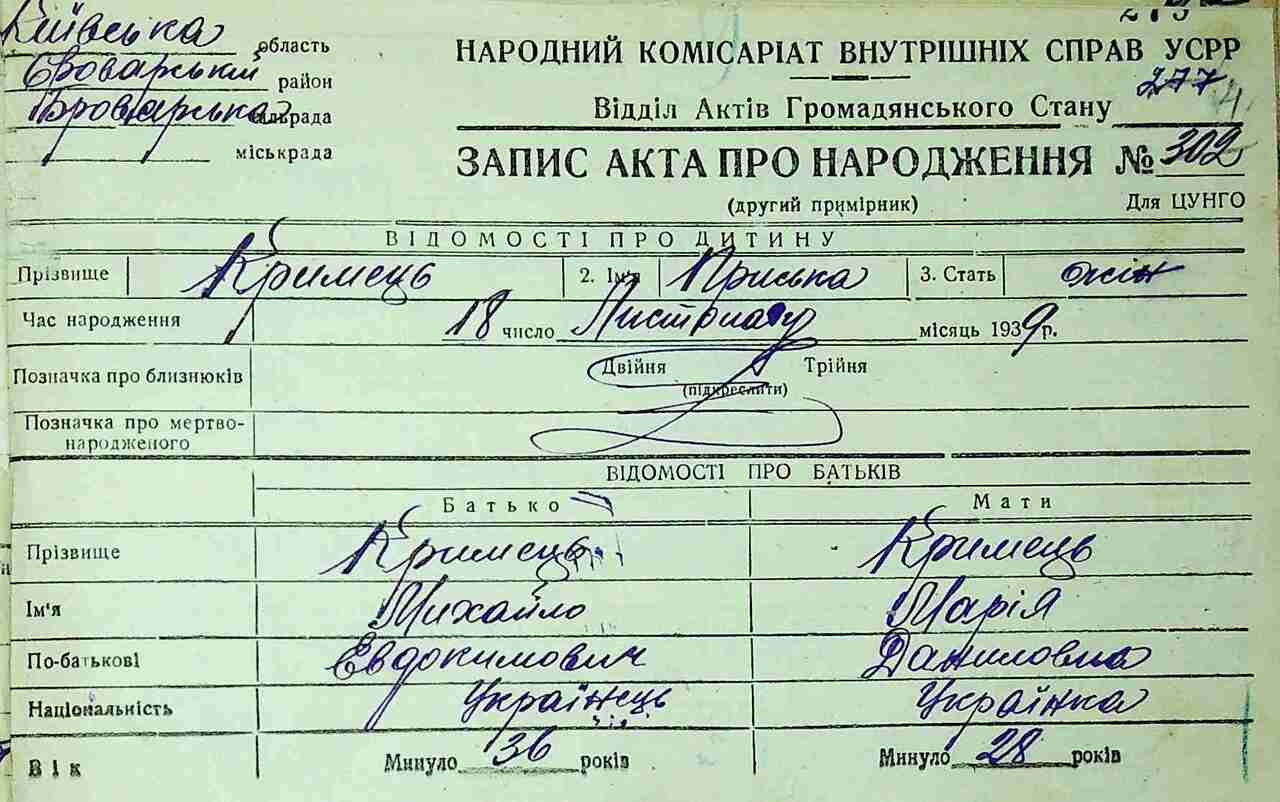 Київська область
Броварський район
Броварська сільрада
міськрада
НАРОДНИЙ КОМІСАРІАТ ВНУТРІШНІХ СПРАВ УСРР
277
Відділ Актів Громадянського Стану
ЗАПИС АКТА ПРО НАРОДЖЕННЯ № 302
(другий примірник) Для ЦУНГО
ВІДОМОСТІ ПРО ДИТИНУ
Прізвище Кримець 2. Ім'я Приська 3. Стать жін
Час народження 18 число Листопаду місяць 1939 р.
Позначка про близнюків Двійня Трійня
(підкреслити)
Позначка про мертво-
народженого
ВІДОМОСТІ ПРО БАТЬКІВ
Батько Мати
Прізвище Кримець Кримець
Ім'я Михайло Марія
По-батькові Евдокимович Даниловна
Національність Українець Українка
Вік Минуло 36 років Минуло 28 років